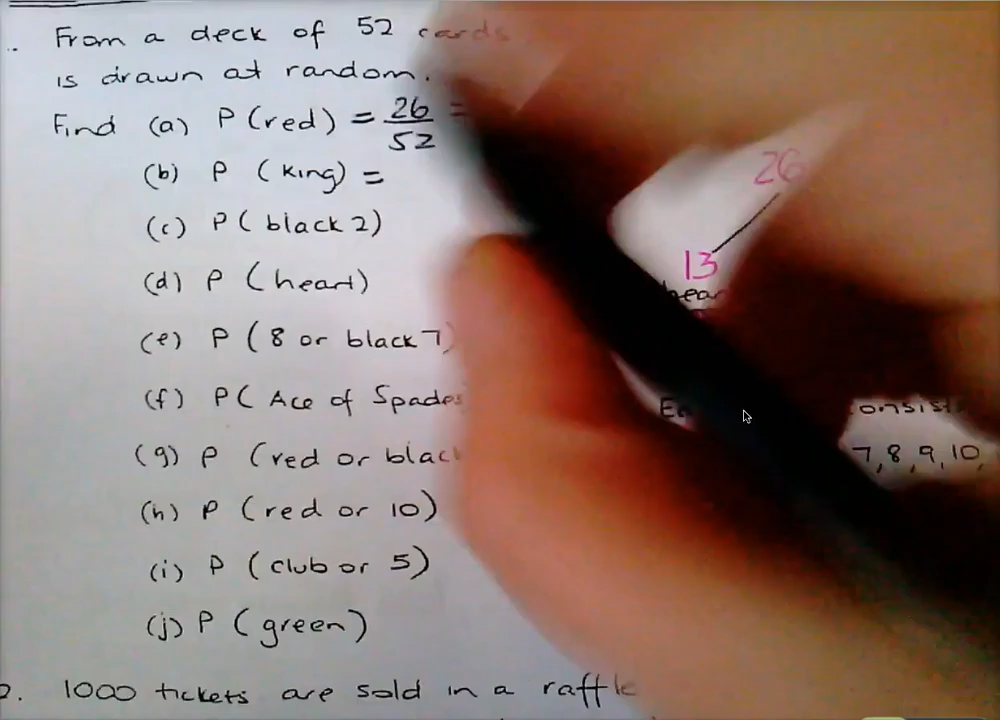 From a deck of 52 cards
is drawn at random.
Find (a) P (red) = 26/52 =
(b) P (King) =
(c) P (black 2)
(d) P (heart)
(e) P (8 or black 7)
(f) P (Ace of Spades
(g) P (red or blac
(h) P (red or 10)
(i) P (club or 5)
(j) P (green)
26
13
7, 8, 9, 10,
2. 1000 tickets are sold in a raffle